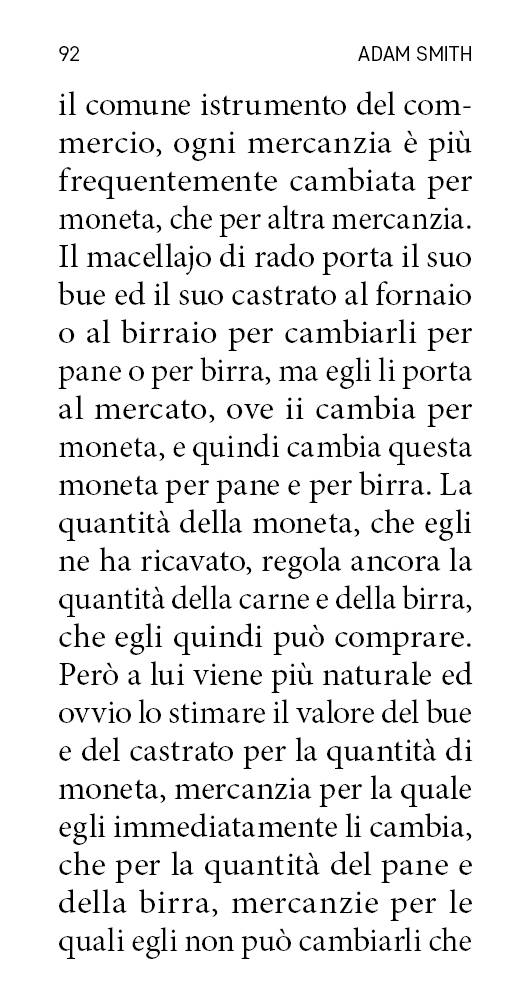 92 ADAM SMITH
il comune istrumento del com-
mercio, ogni mercanzia è più
frequentemente cambiata per
moneta, che per altra mercanzia.
Il macellajo di rado porta il suo
bue ed il suo castrato al fornaio
o al birraio per cambiarli per
pane o per birra, ma egli li porta
al mercato, ove ii cambia per
moneta, e quindi cambia questa
moneta per pane e per birra. La
quantità della moneta, che egli
ne ha ricavato, regola ancora la
quantità della carne e della birra,
che egli quindi può comprare.
Però a lui viene più naturale ed
ovvio lo stimare il valore del bue
e del castrato per la quantità di
moneta, mercanzia per la quale
egli immediatamente li cambia,
che per la quantità del pane e
della birra, mercanzie per le
quali egli non può cambiarli che